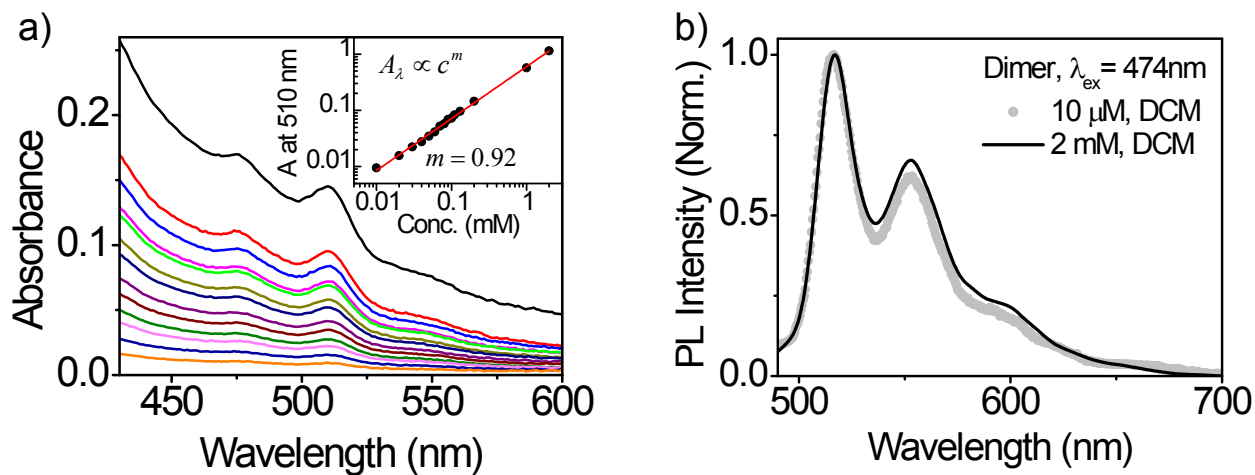 a)
A_λ ∝ c^m
m = 0.92
A at 510 nm
1
0.1
0.01
0.01 0.1 1
Conc. (mM)
Absorbance
0.2
0.1
0.0
450 500 550 600
Wavelength (nm)
b)
Dimer, λ_ex = 474nm
10 μM, DCM
2 mM, DCM
PL Intensity (Norm.)
1.0
0.5
0.0
500 600 700
Wavelength (nm)